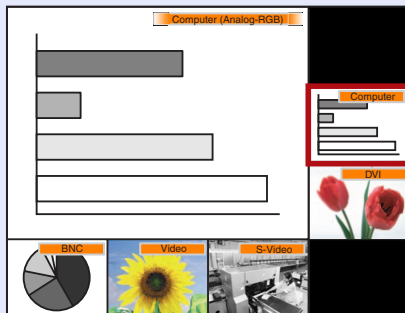 Computer (Analog-RGB)
Computer
DVI
BNC
Video
S-Video